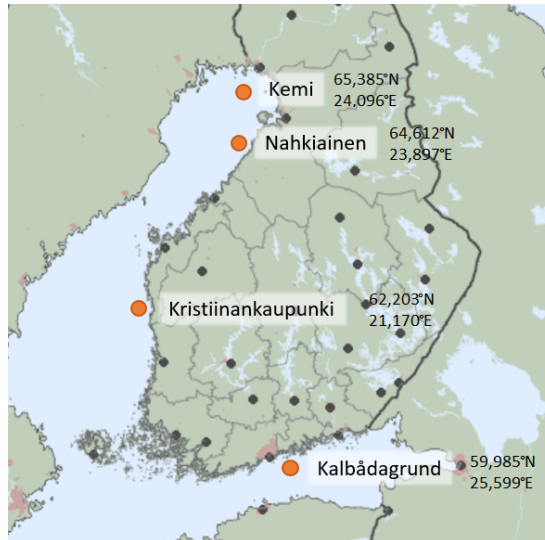 Kemi
65,385°N
24,096°E
Nahkiainen
64,612°N
23,897°E
Kristiinankaupunki
62,203°N
21,170°E
Kalbådagrund
59,985°N
25,599°E